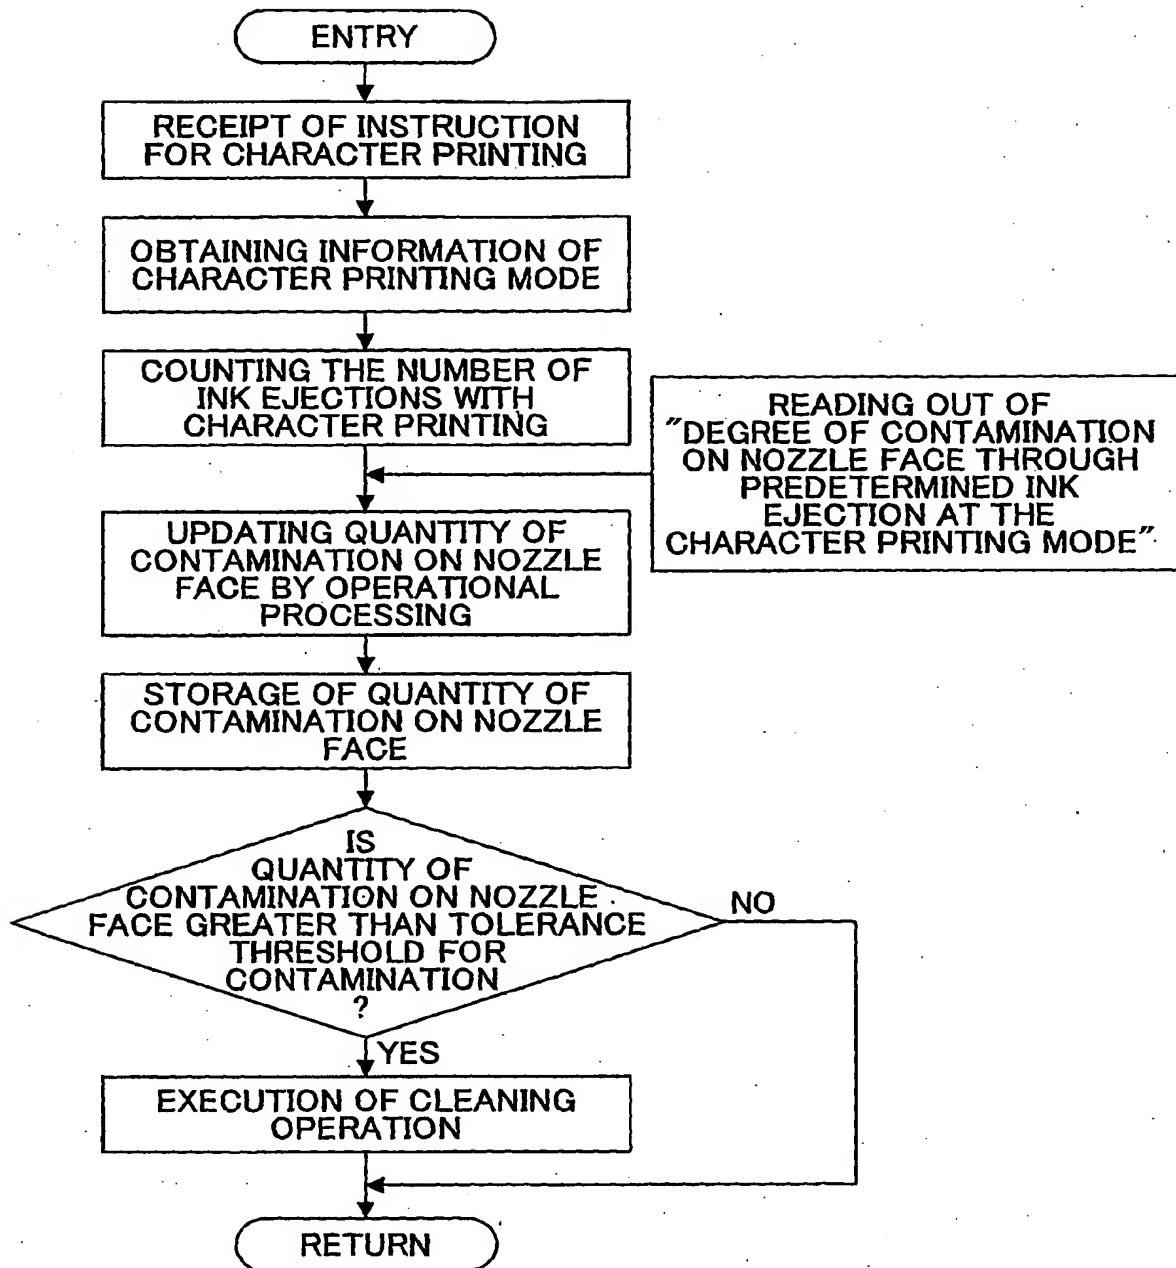 ENTRY
RECEIPT OF INSTRUCTION
FOR CHARACTER PRINTING
OBTAINING INFORMATION OF
CHARACTER PRINTING MODE
COUNTING THE NUMBER OF
INK EJECTIONS WITH
CHARACTER PRINTING
READING OUT OF
"DEGREE OF CONTAMINATION
ON NOZZLE FACE THROUGH
PREDETERMINED INK
EJECTION AT THE
CHARACTER PRINTING MODE"
UPDATING QUANTITY OF
CONTAMINATION ON NOZZLE
FACE BY OPERATIONAL
PROCESSING
STORAGE OF QUANTITY OF
CONTAMINATION ON NOZZLE
FACE
IS
QUANTITY OF
CONTAMINATION ON NOZZLE
FACE GREATER THAN TOLERANCE
THRESHOLD FOR
CONTAMINATION
?
NO
YES
EXECUTION OF CLEANING
OPERATION
RETURN